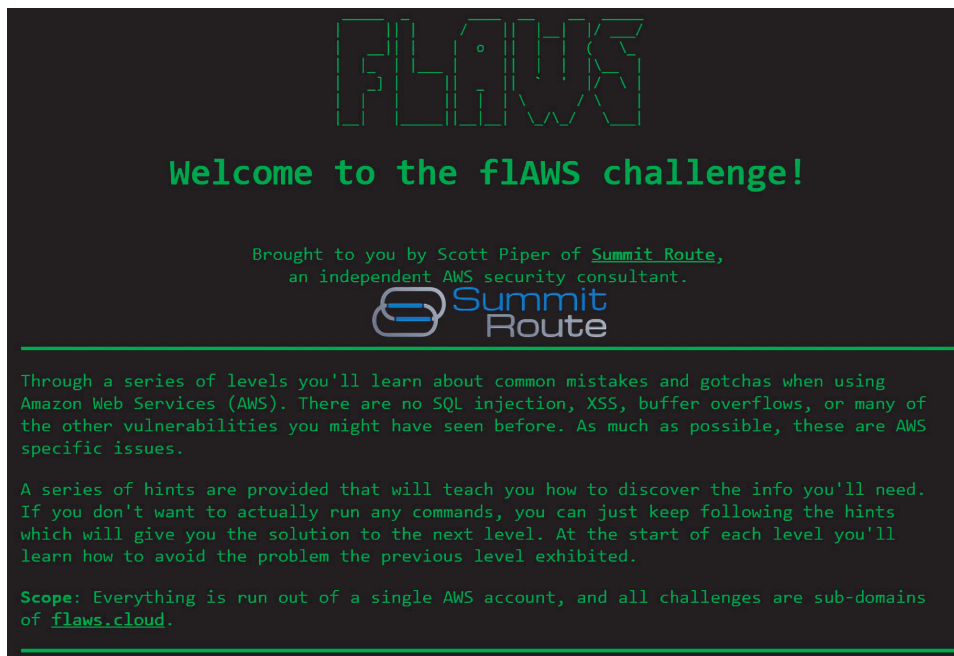 FLAWS
Welcome to the flAWS challenge!
Brought to you by Scott Piper of Summit Route,
an independent AWS security consultant.
Summit
Route
Through a series of levels you'll learn about common mistakes and gotchas when using
Amazon Web Services (AWS). There are no SQL injection, XSS, buffer overflows, or many of
the other vulnerabilities you might have seen before. As much as possible, these are AWS
specific issues.
A series of hints are provided that will teach you how to discover the info you'll need.
If you don't want to actually run any commands, you can just keep following the hints
which will give you the solution to the next level. At the start of each level you'll
learn how to avoid the problem the previous level exhibited.
Scope: Everything is run out of a single AWS account, and all challenges are sub-domains
of flaws.cloud.